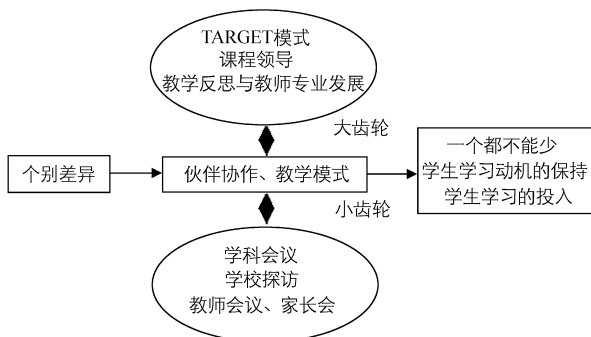 TARGET模式
课程领导
教学反思与教师专业发展
大齿轮
个别差异
伙伴协作、教学模式
一个都不能少
学生学习动机的保持
学生学习的投入
小齿轮
学科会议
学校探访
教师会议、家长会